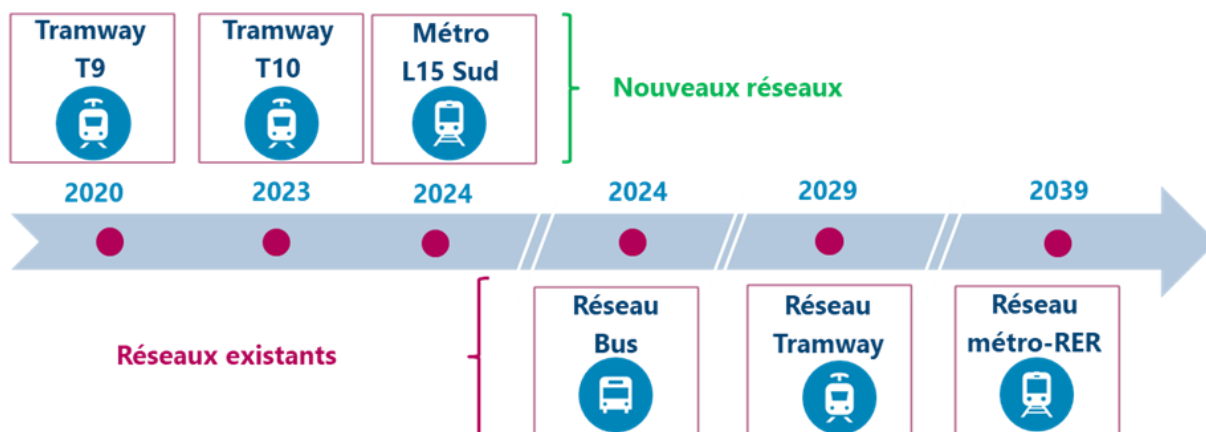 Tramway
T9
Tramway
T10
Métro
L15 Sud
Nouveaux réseaux
2020
2023
2024
2024
2029
2039
Réseaux existants
Réseau
Bus
Réseau
Tramway
Réseau
métro-RER